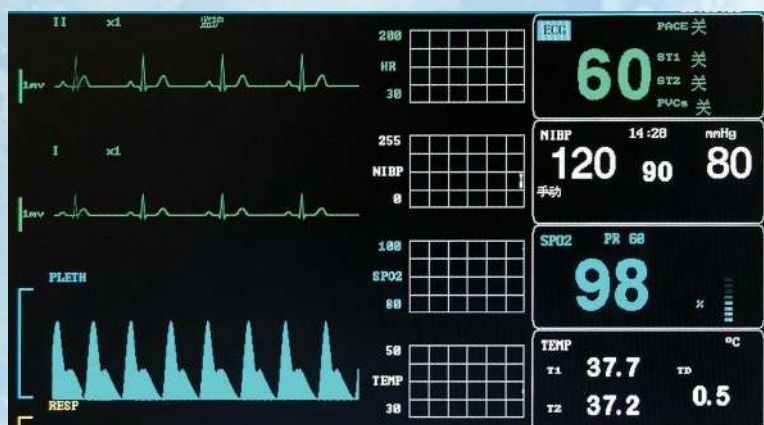 II x1 监护
1mv
I x1
1mv
PLETH
RESP
200
HR
30
255
NIBP
0
100
SPO2
80
50
TEMP
30
ECG PACE 关
60
ST1 关
ST2 关
PVCs 关
NIBP 14:28 mmHg
120 90 80
手动
SPO2 PR 60
98 %
TEMP ºC
T1 37.7 TD
0.5
T2 37.2